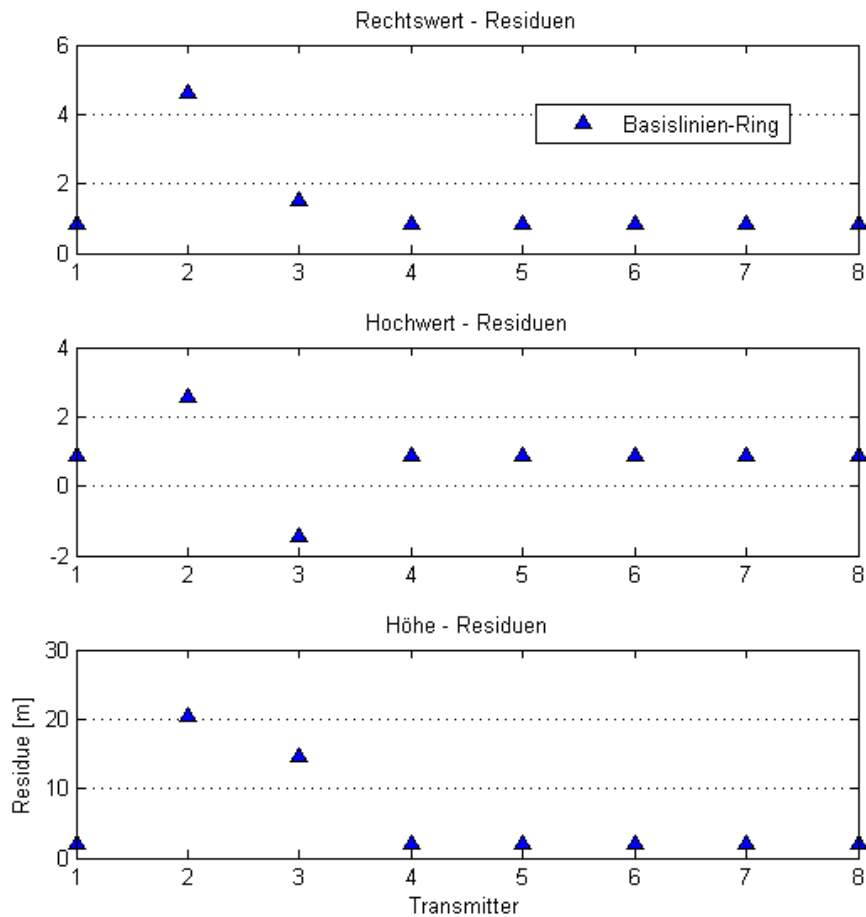 Rechtswert - Residuen
6
4
2
0
Basislinien-Ring
1 2 3 4 5 6 7 8
Hochwert - Residuen
4
2
0
-2
1 2 3 4 5 6 7 8
Höhe - Residuen
30
20
10
0
Residue [m]
1 2 3 4 5 6 7 8
Transmitter